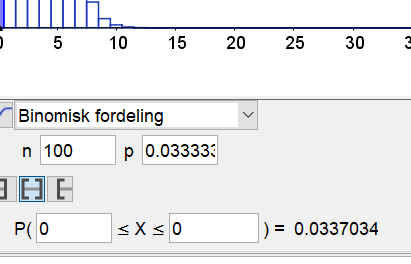 0 5 10 15 20 25 30
Binomisk fordeling
n 100 p 0.033333
P( 0 ≤ X ≤ 0 ) = 0.0337034